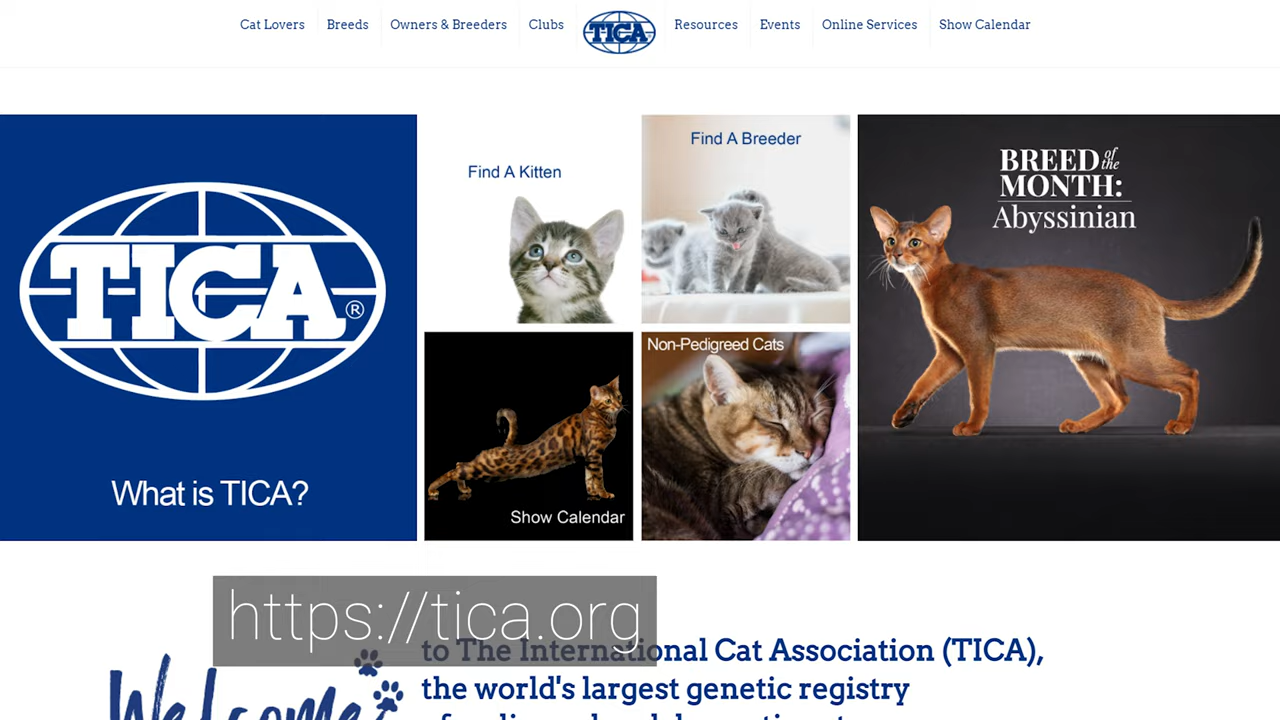 Cat Lovers
Breeds
Owners & Breeders
Clubs
TICA
Resources
Events
Online Services
Show Calendar
TICA®
What is TICA?
Find A Kitten
Find A Breeder
Show Calendar
Non-Pedigreed Cats
BREED of the
MONTH:
Abyssinian
https://tica.org
Welcome
to The International Cat Association (TICA),
the world's largest genetic registry